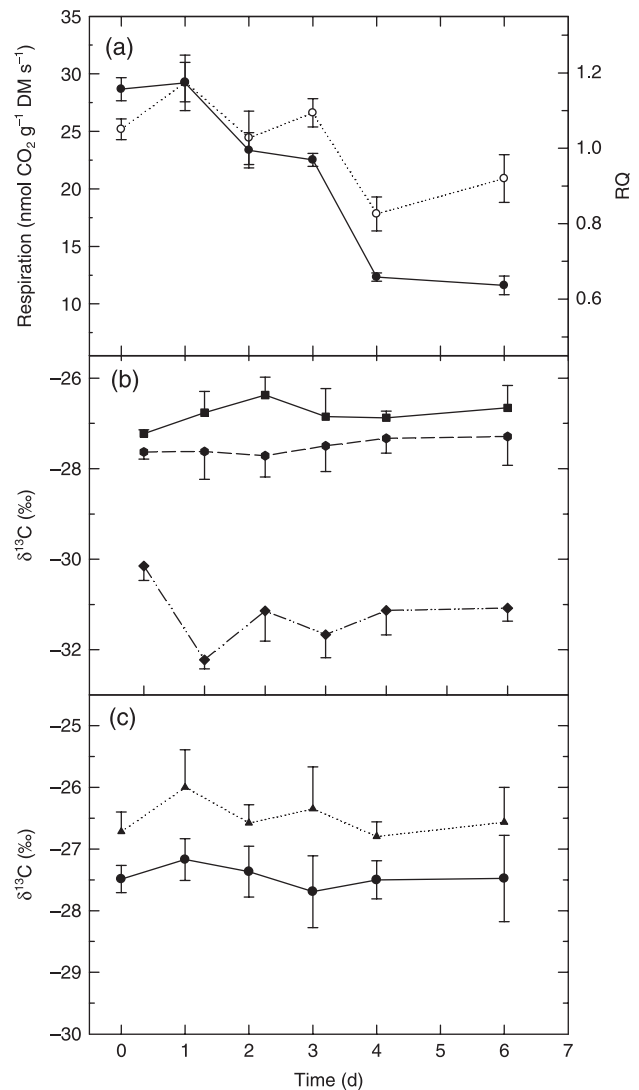 (a)
35
30
25
20
15
10
Respiration (nmol CO₂ g⁻¹ DM s⁻¹)
1.2
1.0
0.8
0.6
RQ
(b)
–26
–28
–30
–32
δ¹³C (‰)
(c)
–25
–26
–27
–28
–29
–30
δ¹³C (‰)
0 1 2 3 4 5 6 7
Time (d)